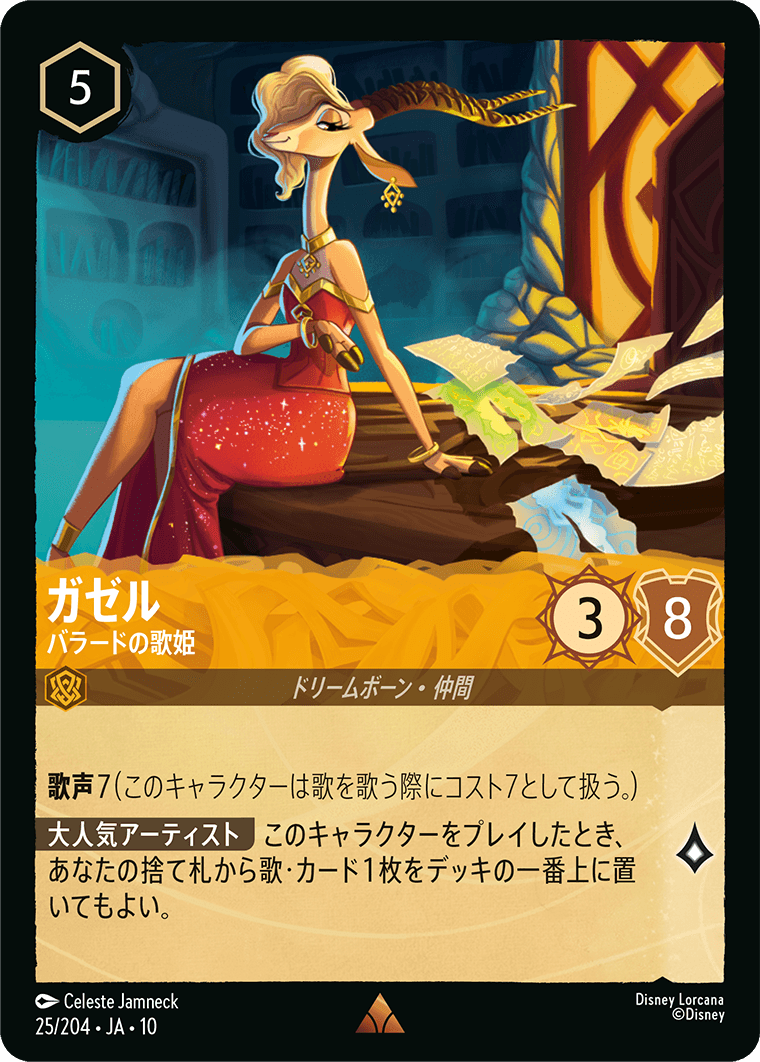 5
ガゼル
バラードの歌姫
3
8
ドリームボーン・仲間
歌声7(このキャラクターは歌を歌う際にコスト7として扱う。)
大人気アーティスト このキャラクターをプレイしたとき、
あなたの捨て札から歌・カード1枚をデッキの一番上に置
いてもよい。
Celeste Jamneck
25/204・JA・10
Disney Lorcana
©Disney